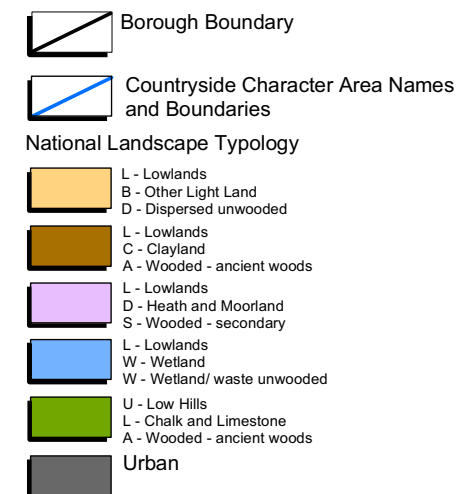 Borough Boundary
Countryside Character Area Names
and Boundaries
National Landscape Typology
L - Lowlands
B - Other Light Land
D - Dispersed unwooded
L - Lowlands
C - Clayland
A - Wooded - ancient woods
L - Lowlands
D - Heath and Moorland
S - Wooded - secondary
L - Lowlands
W - Wetland
W - Wetland/ waste unwooded
U - Low Hills
L - Chalk and Limestone
A - Wooded - ancient woods
Urban